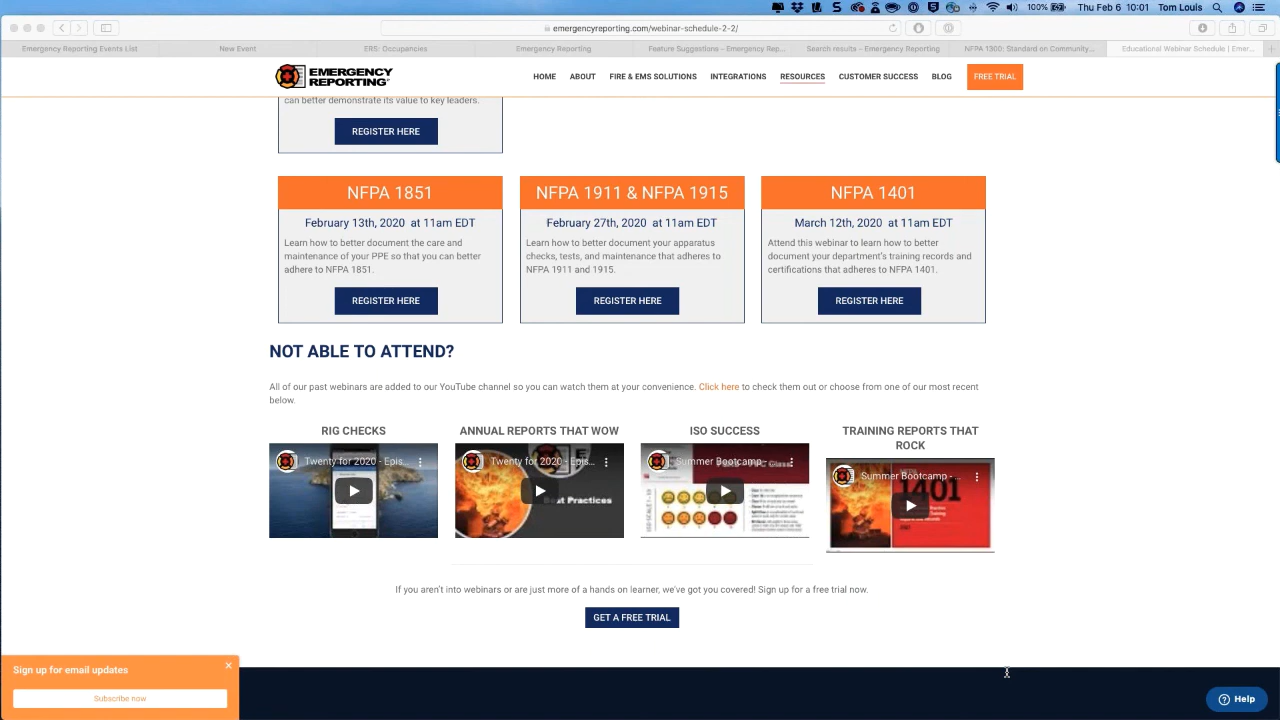 emergencyreporting.com/webinar-schedule-2-2/
Emergency Reporting Events List
New Event
ERS: Occupancies
Emergency Reporting
Feature Suggestions – Emergency Rep...
Search results – Emergency Reporting
NFPA 1300: Standard on Community...
Educational Webinar Schedule | Emer...
EMERGENCY
REPORTING
HOME
ABOUT
FIRE & EMS SOLUTIONS
INTEGRATIONS
RESOURCES
CUSTOMER SUCCESS
BLOG
FREE TRIAL
can better demonstrate its value to key leaders.
REGISTER HERE
NFPA 1851
February 13th, 2020 at 11am EDT
Learn how to better document the care and
maintenance of your PPE so that you can better
adhere to NFPA 1851.
REGISTER HERE
NFPA 1911 & NFPA 1915
February 27th, 2020 at 11am EDT
Learn how to better document your apparatus
checks, tests, and maintenance that adheres to
NFPA 1911 and 1915.
REGISTER HERE
NFPA 1401
March 12th, 2020 at 11am EDT
Attend this webinar to learn how to better
document your department's training records and
certifications that adheres to NFPA 1401.
REGISTER HERE
NOT ABLE TO ATTEND?
All of our past webinars are added to our YouTube channel so you can watch them at your convenience. Click here to check them out or choose from one of our most recent
below.
RIG CHECKS
Twenty for 2020 - Epis...
ANNUAL REPORTS THAT WOW
Twenty for 2020 - Epis...
Best Practices
ISO SUCCESS
Summer Bootcamp -
TRAINING REPORTS THAT
ROCK
Summer Bootcamp - ...
1401
If you aren't into webinars or are just more of a hands on learner, we've got you covered! Sign up for a free trial now.
GET A FREE TRIAL
Sign up for email updates
Subscribe now
Help